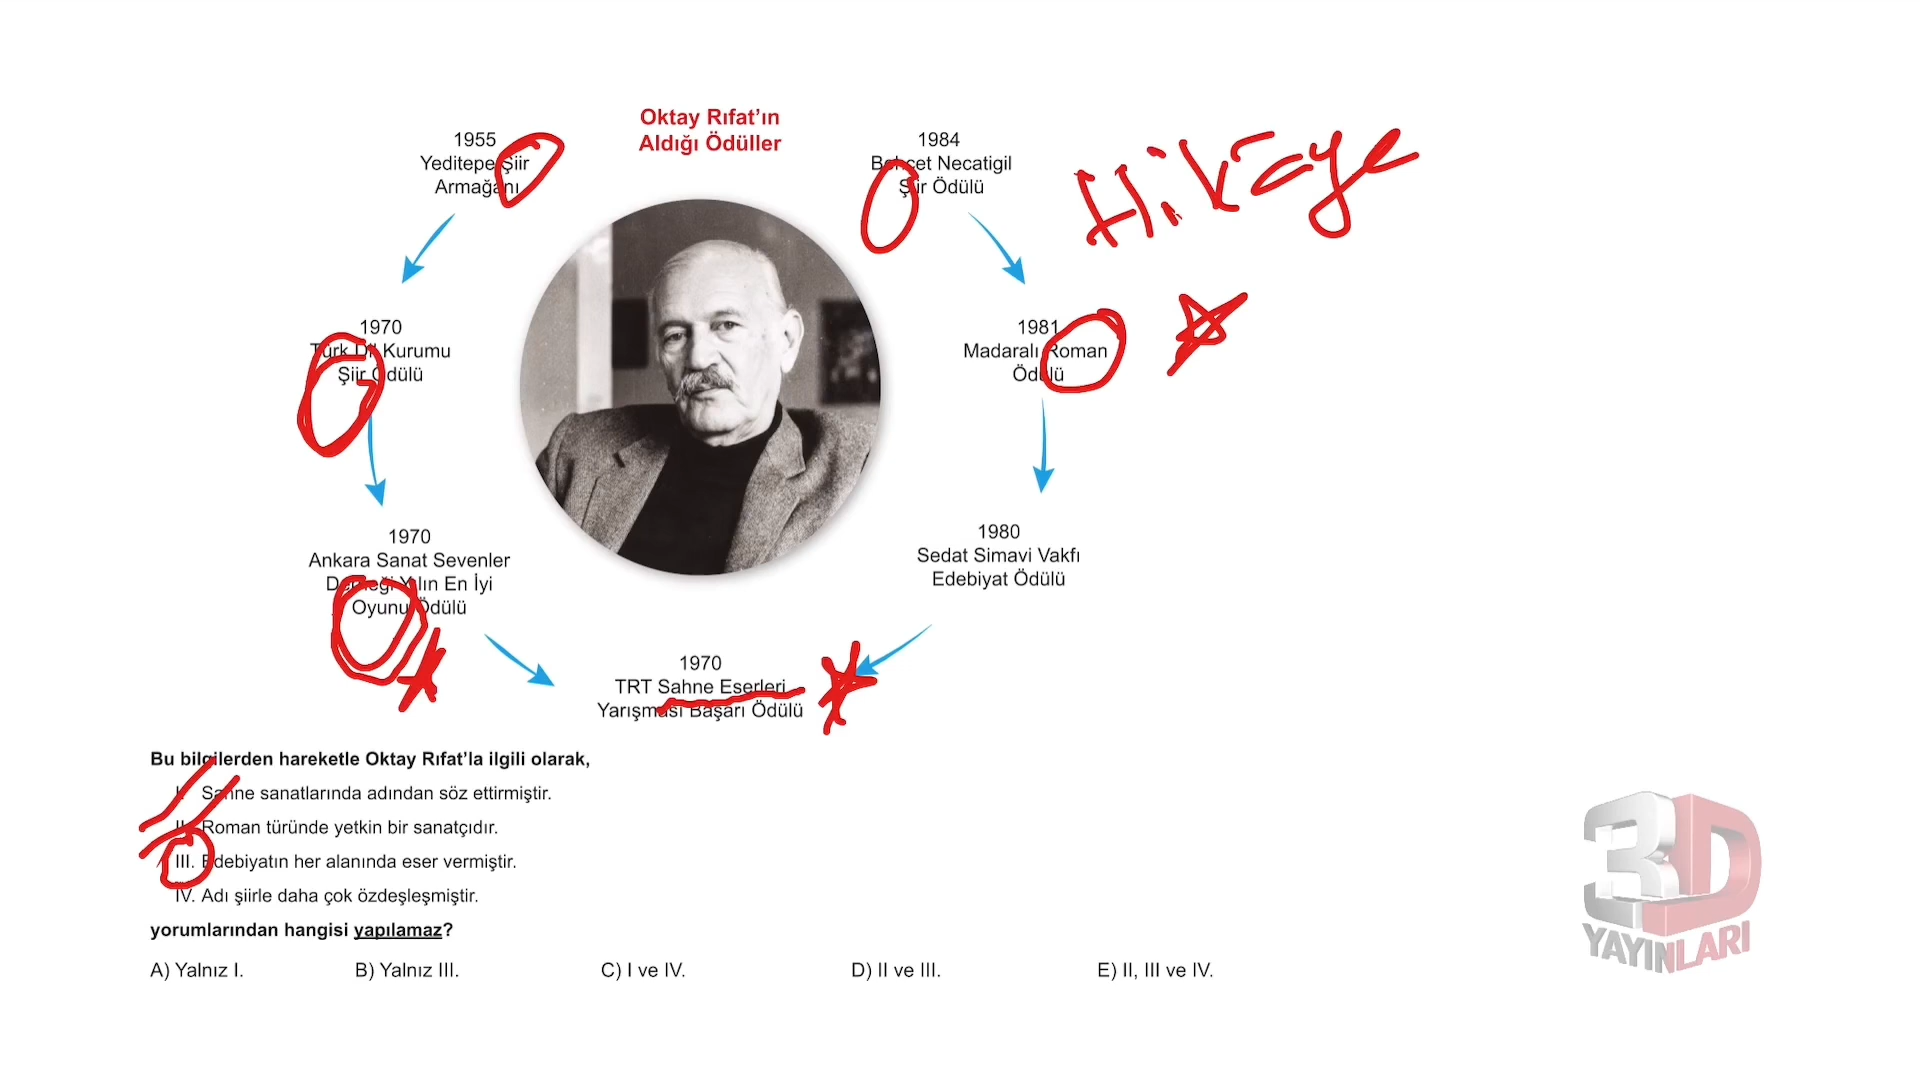 Oktay Rıfat'ın
Aldığı Ödüller
1955
Yeditepe Şiir
Armağanı
1984
Behçet Necatigil
Şiir Ödülü
Hikaye
1970
Türk Dil Kurumu
Şiir Ödülü
1981
Madaralı Roman
Ödülü
1970
Ankara Sanat Sevenler
Derneği Yılın En İyi
Oyunu Ödülü
1980
Sedat Simavi Vakfı
Edebiyat Ödülü
1970
TRT Sahne Eserleri
Yarışması Başarı Ödülü
Bu bilgilerden hareketle Oktay Rıfat'la ilgili olarak,
I. Sahne sanatlarında adından söz ettirmiştir.
II. Roman türünde yetkin bir sanatçıdır.
III. Edebiyatın her alanında eser vermiştir.
IV. Adı şiirle daha çok özdeşleşmiştir.
yorumlarından hangisi yapılamaz?
A) Yalnız I.
B) Yalnız III.
C) I ve IV.
D) II ve III.
E) II, III ve IV.
3D
YAYINLARI